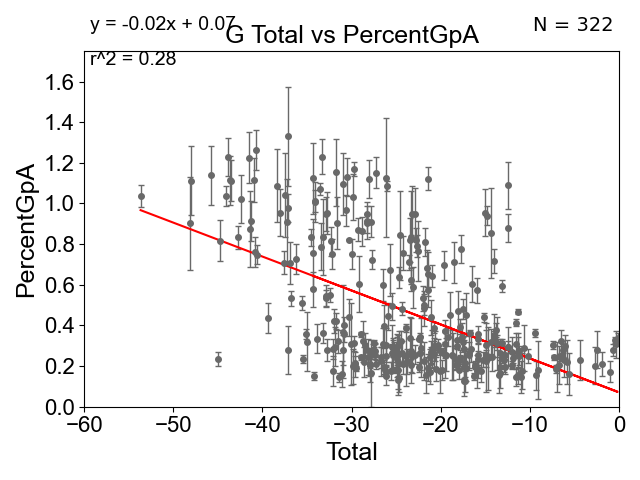 y = -0.02x + 0.07
G Total vs PercentGpA
N = 322
r^2 = 0.28
PercentGpA
1.6
1.4
1.2
1.0
0.8
0.6
0.4
0.2
0.0
−60 −50 −40 −30 −20 −10 0
Total